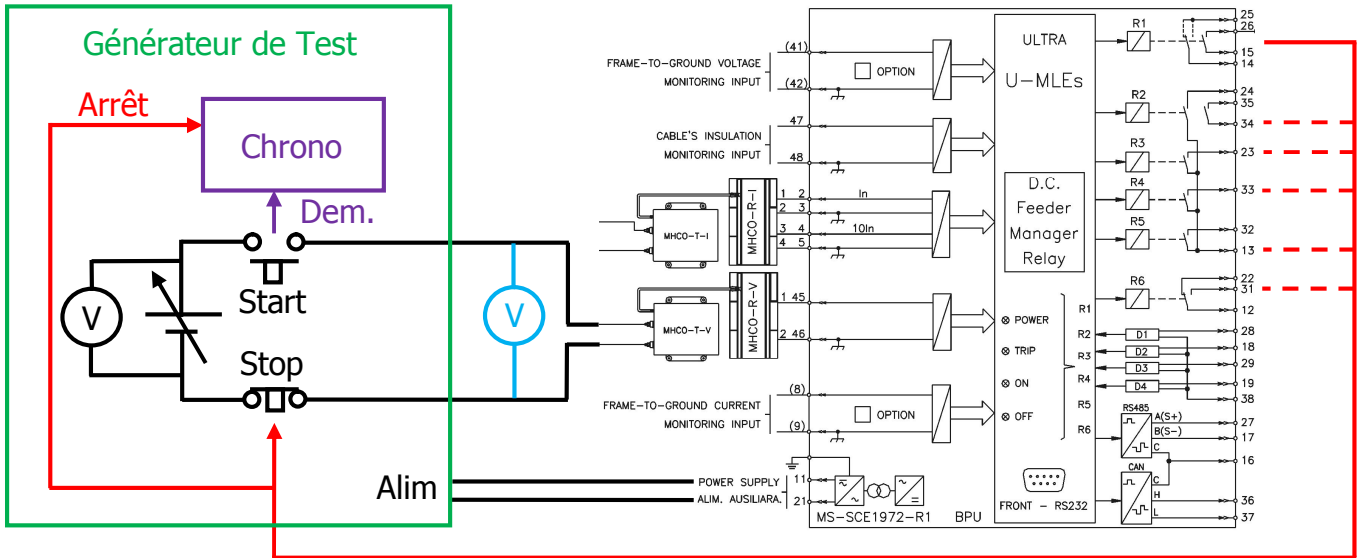 Générateur de Test
Arrêt
Chrono
Dem.
V
Start
V
Stop
Alim
FRAME-TO-GROUND VOLTAGE
MONITORING INPUT
(41)
(42)
OPTION
CABLE'S INSULATION
MONITORING INPUT
47
48
MHCO-T-I
MHCO-R-I
1 2
2 3
3 4
4 5
In
10In
MHCO-T-V
MHCO-R-V
1 45
2 46
FRAME-TO-GROUND CURRENT
MONITORING INPUT
(8)
(9)
OPTION
POWER SUPPLY
ALIM. AUSILIARA.
11
21
MS-SCE1972-R1 BPU
ULTRA
U-MLEs
D.C.
Feeder
Manager
Relay
POWER
TRIP
ON
OFF
FRONT - RS232
R1
R2
R3
R4
R5
R6
R1
R2
R3
R4
R5
R6
D1
D2
D3
D4
RS485
A(S+)
B(S-)
C
CAN
C
H
L
25
26
15
14
24
35
34
23
33
32
13
22
31
12
28
18
29
19
38
27
17
16
36
37